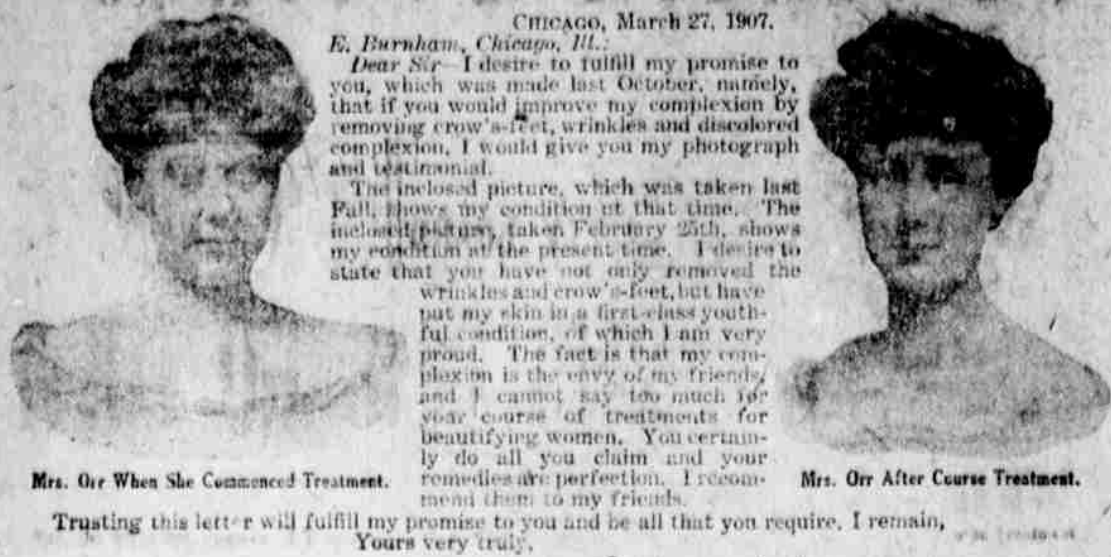 CHICAGO, March 27, 1907.
E. Burnham, Chicago, Ill.:
Dear Sir—I desire to fulfill my promise to
you, which was made last October, namely,
that if you would improve my complexion by
removing crow's-feet, wrinkles and discolored
complexion, I would give you my photograph
and testimonial.
The inclosed picture, which was taken last
Fall, shows my condition at that time. The
inclosed picture, taken February 25th, shows
my condition at the present time. I desire to
state that you have not only removed the
wrinkles and crow's-feet, but have
put my skin in a first-class youth-
ful condition, of which I am very
proud. The fact is that my com-
plexion is the envy of my friends,
and I cannot say too much for
your course of treatments for
beautifying women. You certain-
ly do all you claim and your
remedies are perfection. I recom-
mend them to my friends.
Mrs. Orr When She Commenced Treatment.
Mrs. Orr After Course Treatment.
Trusting this letter will fulfill my promise to you and be all that you require, I remain,
Yours very truly,